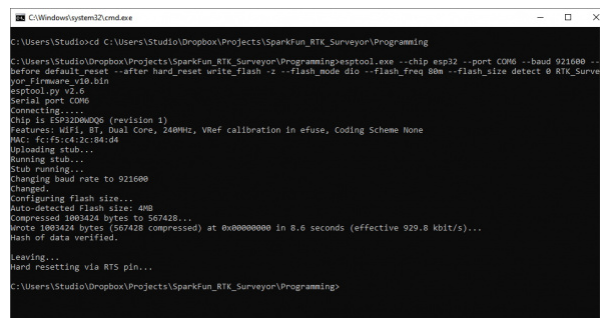 C:\Windows\system32\cmd.exe
C:\Users\Studio>cd C:\Users\Studio\Dropbox\Projects\SparkFun_RTK_Surveyor\Programming
C:\Users\Studio\Dropbox\Projects\SparkFun_RTK_Surveyor\Programming>esptool.exe --chip esp32 --port COM6 --baud 921600 --
before default_reset --after hard_reset write_flash -z --flash_mode dio --flash_freq 80m --flash_size detect 0 RTK_Surve
yor_Firmware_v10.bin
esptool.py v2.6
Serial port COM6
Connecting.....
Chip is ESP32D0WDQ6 (revision 1)
Features: WiFi, BT, Dual Core, 240MHz, VRef calibration in efuse, Coding Scheme None
MAC: fc:f5:c4:2c:84:d4
Uploading stub...
Running stub...
Stub running...
Changing baud rate to 921600
Changed.
Configuring flash size...
Auto-detected Flash size: 4MB
Compressed 1003424 bytes to 567428...
Wrote 1003424 bytes (567428 compressed) at 0x00000000 in 8.6 seconds (effective 929.8 kbit/s)...
Hash of data verified.
Leaving...
Hard resetting via RTS pin...
C:\Users\Studio\Dropbox\Projects\SparkFun_RTK_Surveyor\Programming>